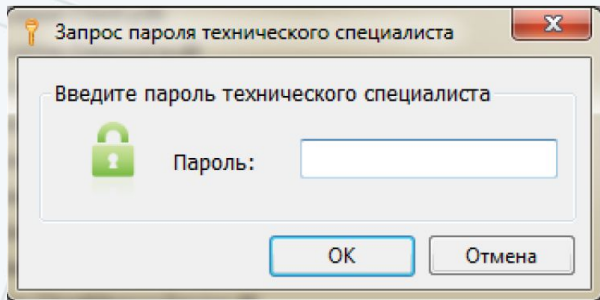 Запрос пароля технического специалиста
Введите пароль технического специалиста
Пароль:
OK
Отмена